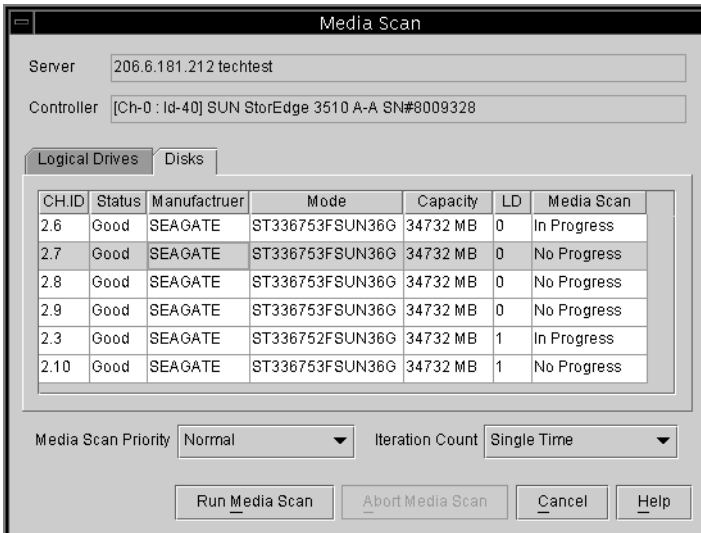 Media Scan
Server 206.6.181.212 techtest
Controller [Ch-0 : Id-40] SUN StorEdge 3510 A-A SN#8009328
Logical Drives Disks
CH.ID Status Manufactruer Mode Capacity LD Media Scan
2.6 Good SEAGATE ST336753FSUN36G 34732 MB 0 In Progress
2.7 Good SEAGATE ST336753FSUN36G 34732 MB 0 No Progress
2.8 Good SEAGATE ST336753FSUN36G 34732 MB 0 No Progress
2.9 Good SEAGATE ST336753FSUN36G 34732 MB 0 No Progress
2.3 Good SEAGATE ST336752FSUN36G 34732 MB 1 In Progress
2.10 Good SEAGATE ST336753FSUN36G 34732 MB 1 No Progress
Media Scan Priority Normal Iteration Count Single Time
Run Media Scan Abort Media Scan Cancel Help